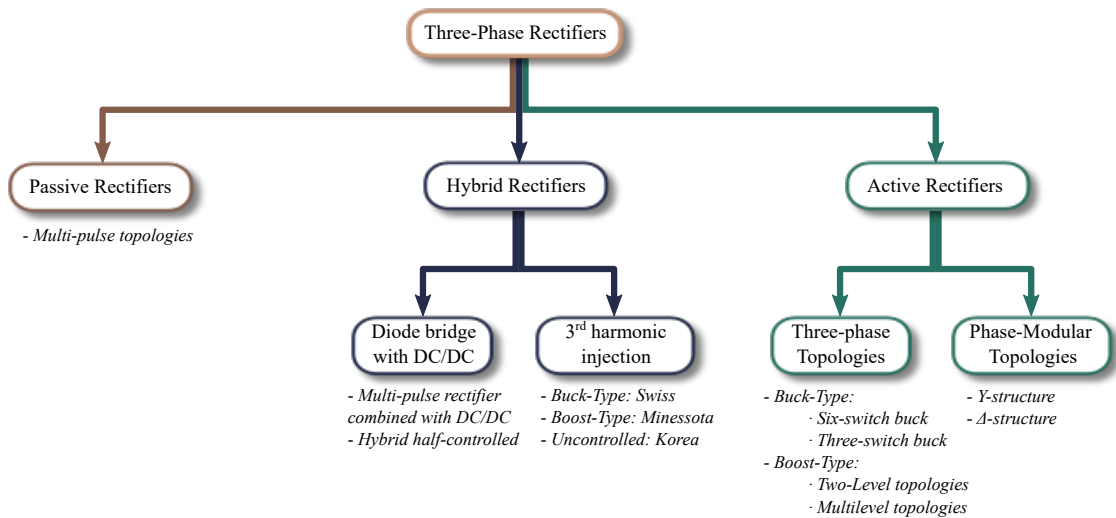 Three-Phase Rectifiers
Passive Rectifiers
- Multi-pulse topologies
Hybrid Rectifiers
Diode bridge
with DC/DC
- Multi-pulse rectifier
combined with DC/DC
- Hybrid half-controlled
3rd harmonic
injection
- Buck-Type: Swiss
- Boost-Type: Minessota
- Uncontrolled: Korea
Active Rectifiers
Three-phase
Topologies
- Buck-Type:
· Six-switch buck
· Three-switch buck
- Boost-Type:
· Two-Level topologies
· Multilevel topologies
Phase-Modular
Topologies
- Y-structure
- Δ-structure